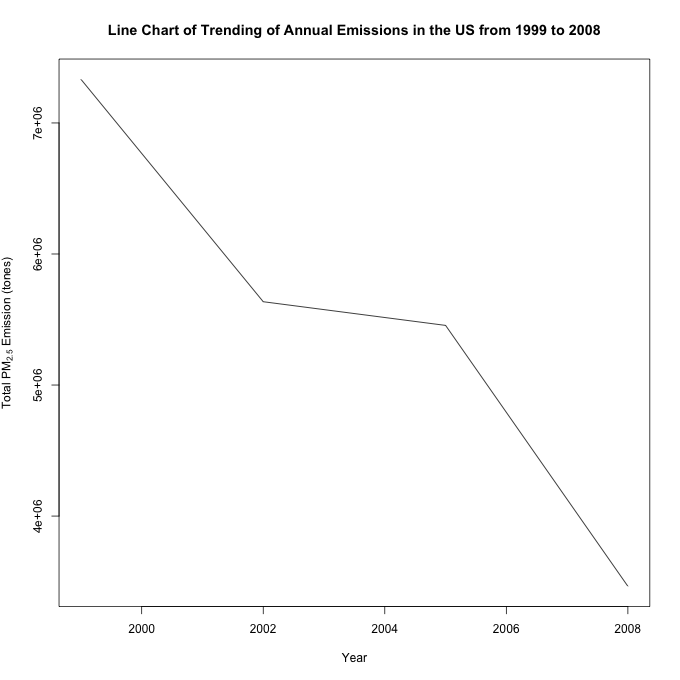 Line Chart of Trending of Annual Emissions in the US from 1999 to 2008
Total PM2.5 Emission (tones)
7e+06
6e+06
5e+06
4e+06
2000
2002
2004
2006
2008
Year